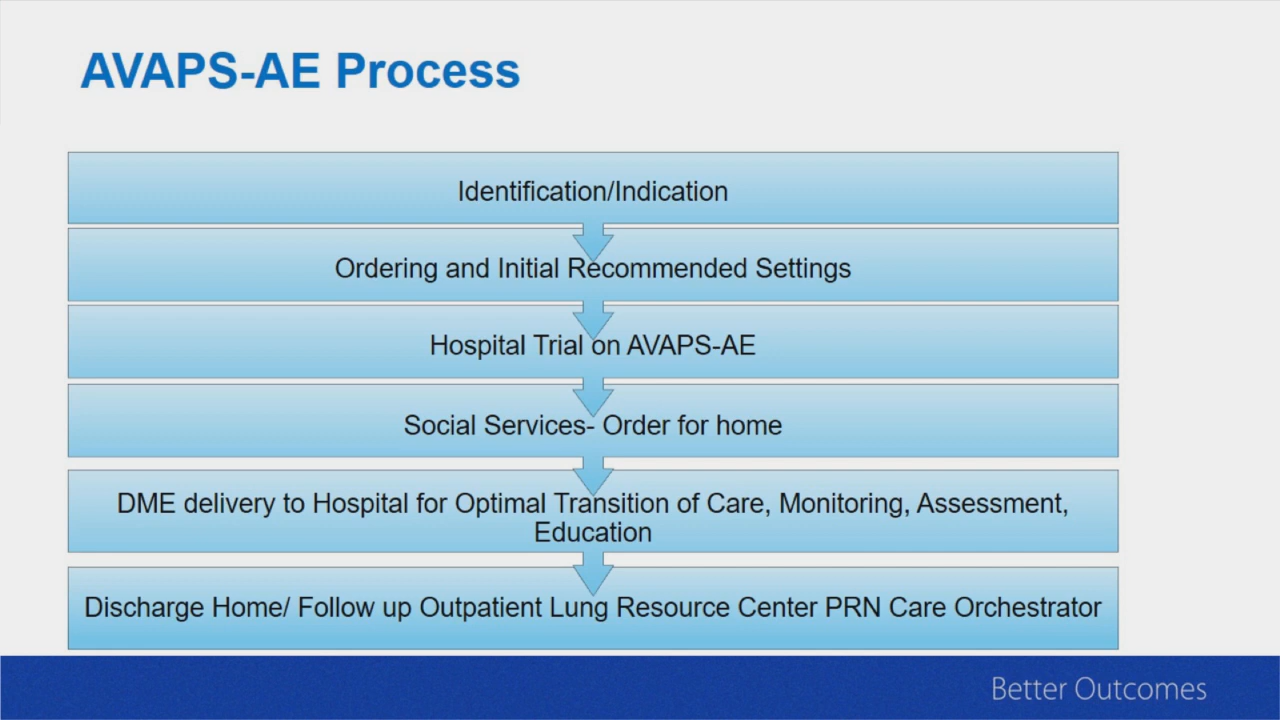 AVAPS-AE Process
Identification/Indication
Ordering and Initial Recommended Settings
Hospital Trial on AVAPS-AE
Social Services- Order for home
DME delivery to Hospital for Optimal Transition of Care, Monitoring, Assessment,
Education
Discharge Home/ Follow up Outpatient Lung Resource Center PRN Care Orchestrator
Better Outcomes